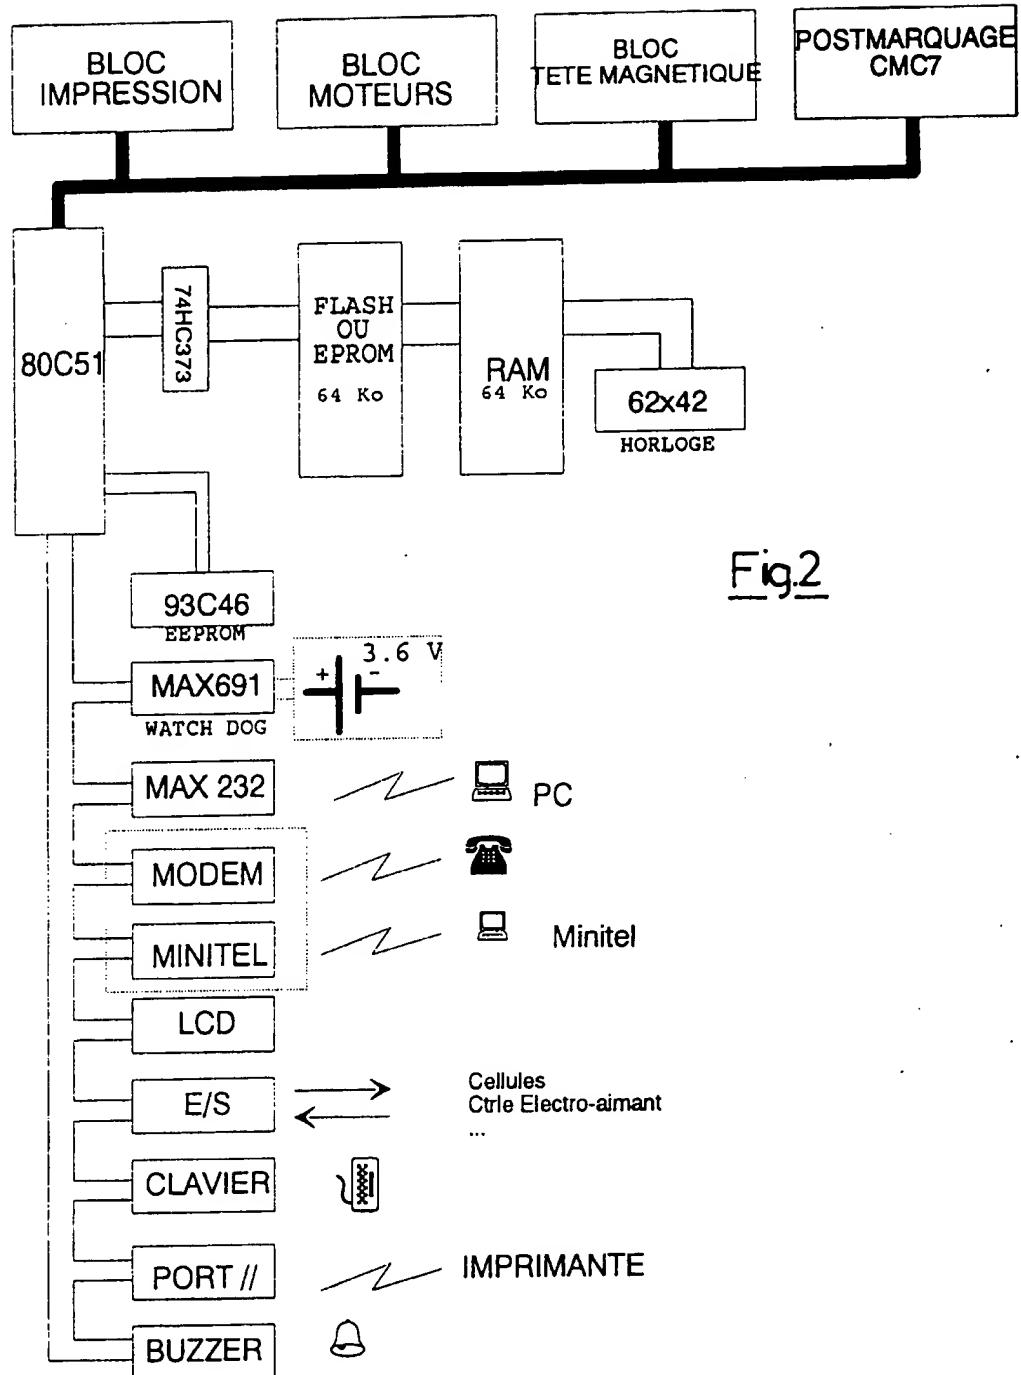 BLOC
IMPRESSION
BLOC
MOTEURS
BLOC
TETE MAGNETIQUE
POSTMARQUAGE
CMC7
80C51
74HC373
FLASH
OU
EPROM
64 Ko
RAM
64 Ko
62x42
HORLOGE
Fig.2
93C46
EEPROM
MAX691
WATCH DOG
3.6 V
+ -
MAX 232
PC
MODEM
MINITEL
Minitel
LCD
E/S
Cellules
Ctrle Electro-aimant
...
CLAVIER
PORT //
IMPRIMANTE
BUZZER